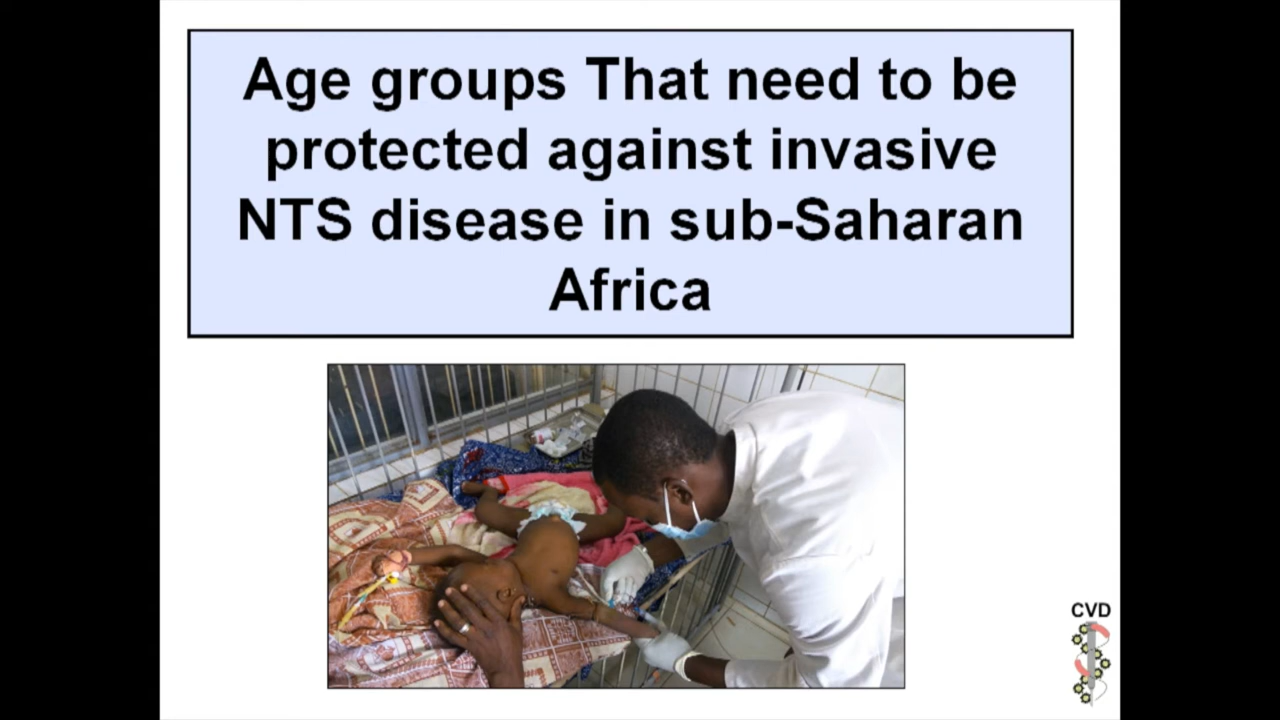 Age groups That need to be
protected against invasive
NTS disease in sub-Saharan
Africa
CVD